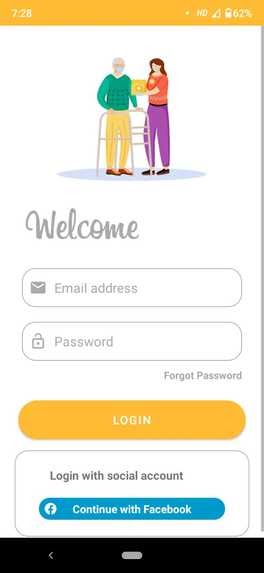 7:28
HD
62%
Welcome
Email address
Password
Forgot Password
LOGIN
Login with social account
Continue with Facebook